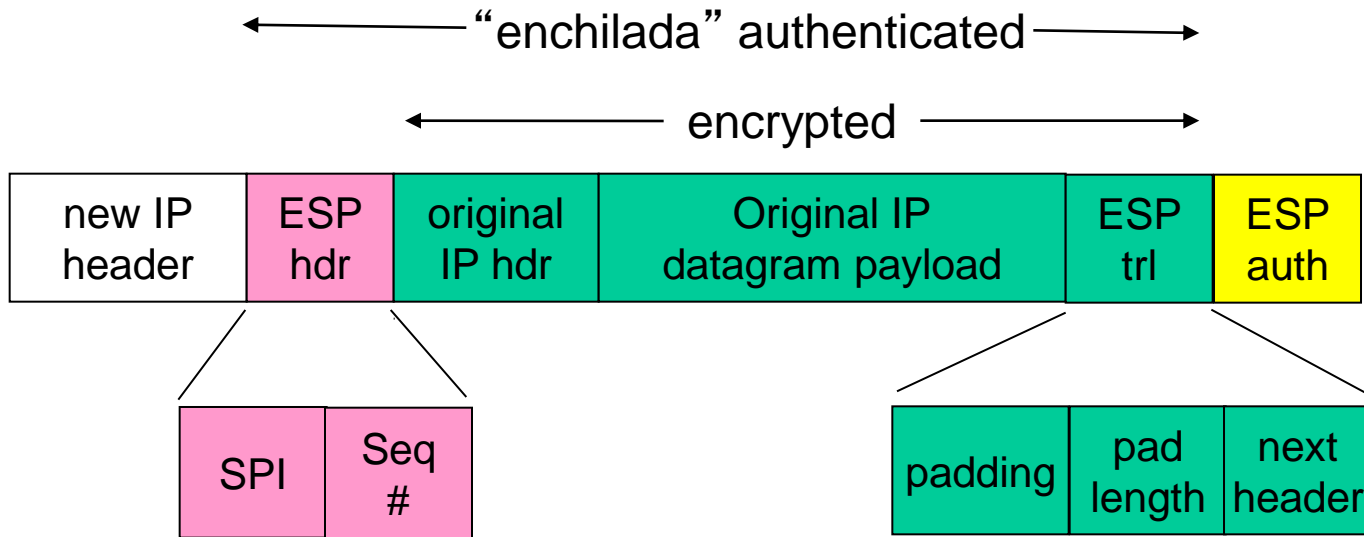 “enchilada” authenticated
encrypted
new IP
header
ESP
hdr
original
IP hdr
Original IP
datagram payload
ESP
trl
ESP
auth
SPI
Seq
#
padding
pad
length
next
header